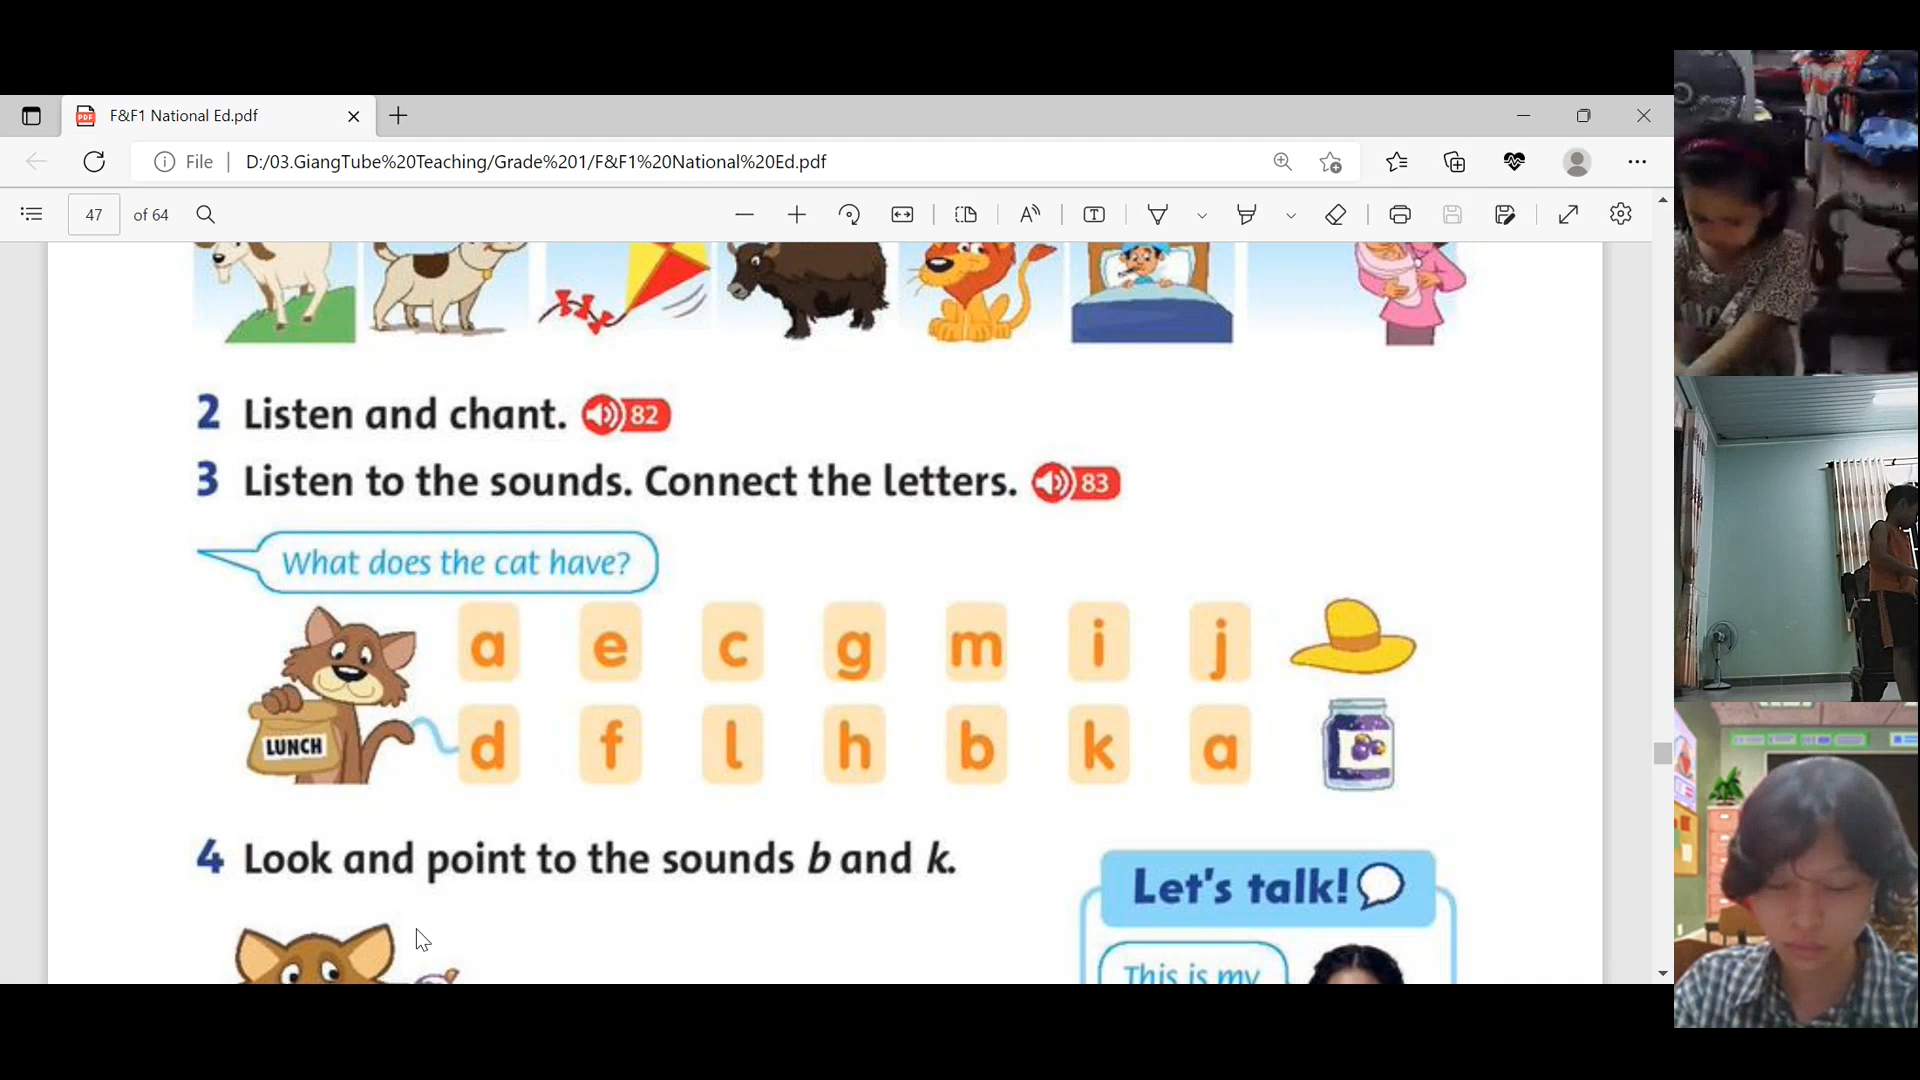 F&F1 National Ed.pdf
File
D:/03.GiangTube%20Teaching/Grade%201/F&F1%20National%20Ed.pdf
47 of 64
2 Listen and chant. 82
3 Listen to the sounds. Connect the letters. 83
What does the cat have?
a e c g m i j
LUNCH
d f l h b k a
4 Look and point to the sounds b and k.
Let's talk!
This is my